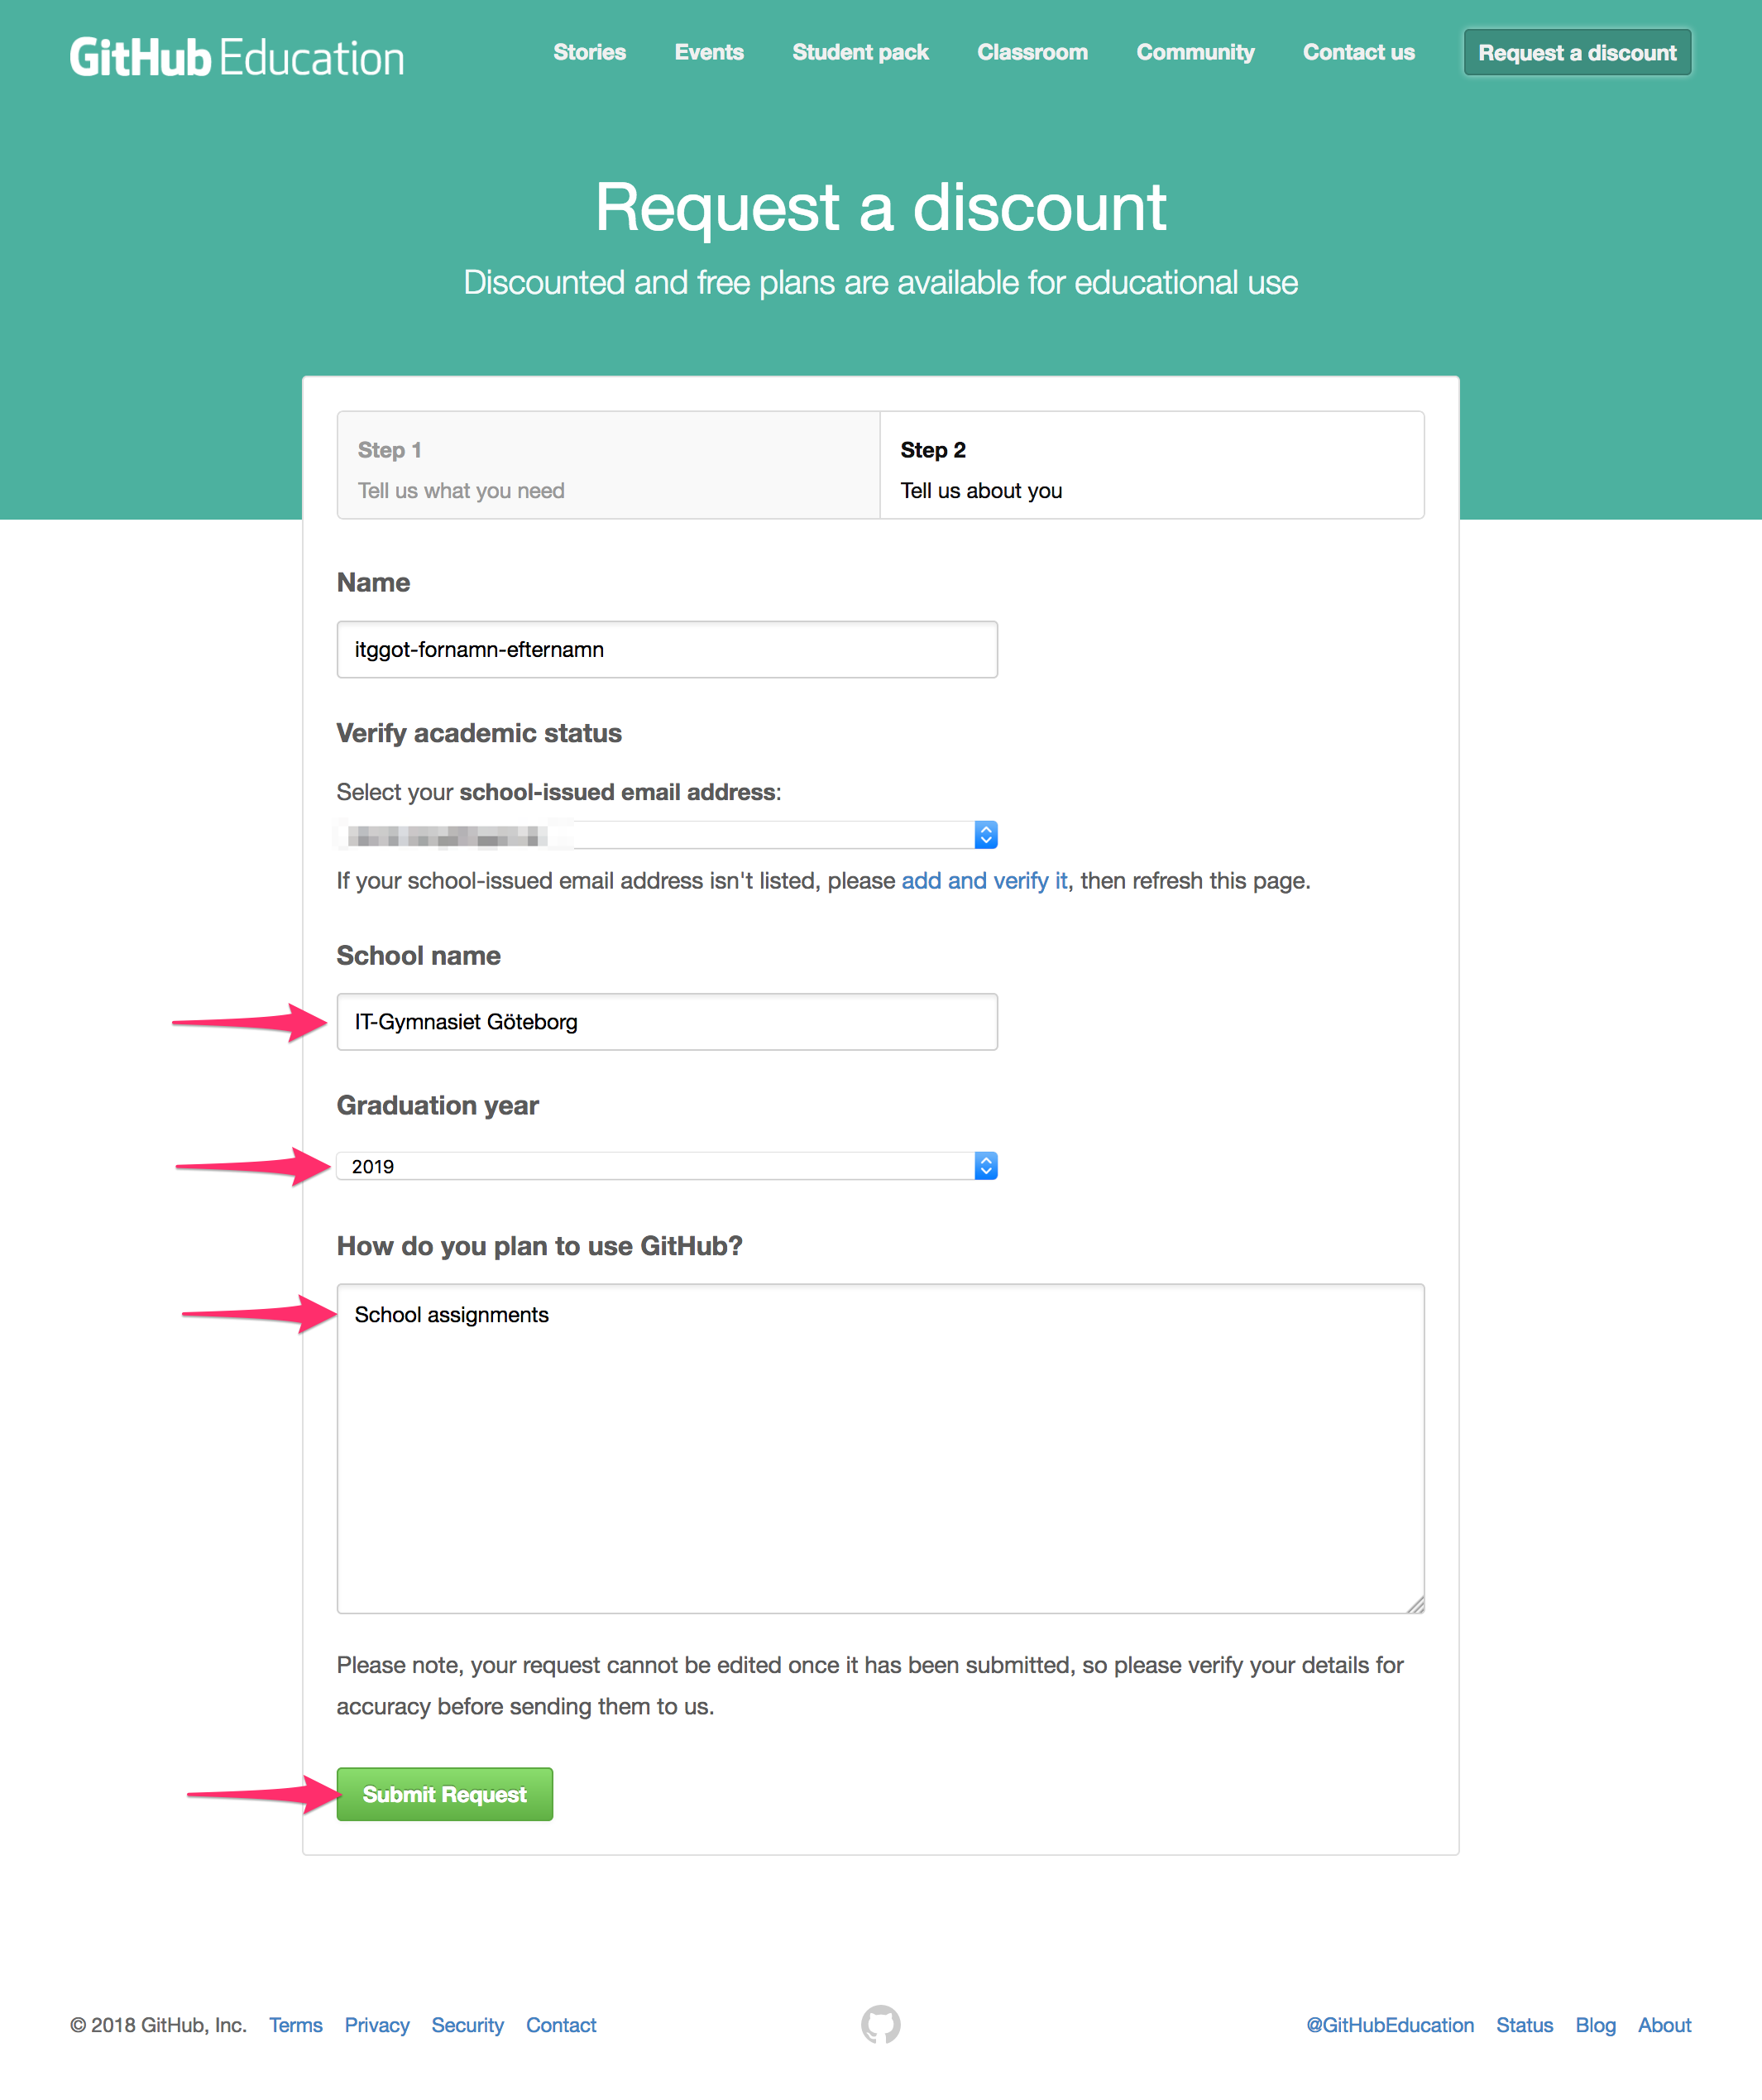 GitHub Education
Stories Events Student pack Classroom Community Contact us Request a discount
Request a discount
Discounted and free plans are available for educational use
Step 1
Tell us what you need
Step 2
Tell us about you
Name
itggot-fornamn-efternamn
Verify academic status
Select your school-issued email address:
If your school-issued email address isn't listed, please add and verify it, then refresh this page.
School name
IT-Gymnasiet Göteborg
Graduation year
2019
How do you plan to use GitHub?
School assignments
Please note, your request cannot be edited once it has been submitted, so please verify your details for
accuracy before sending them to us.
Submit Request
© 2018 GitHub, Inc. Terms Privacy Security Contact @GitHubEducation Status Blog About